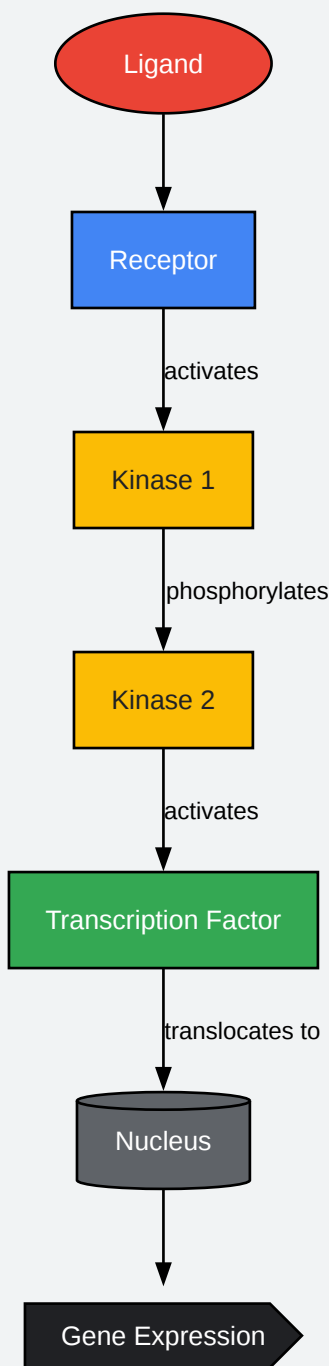 Ligand
Receptor
activates
Kinase 1
phosphorylates
Kinase 2
activates
Transcription Factor
translocates to
Nucleus
Gene Expression